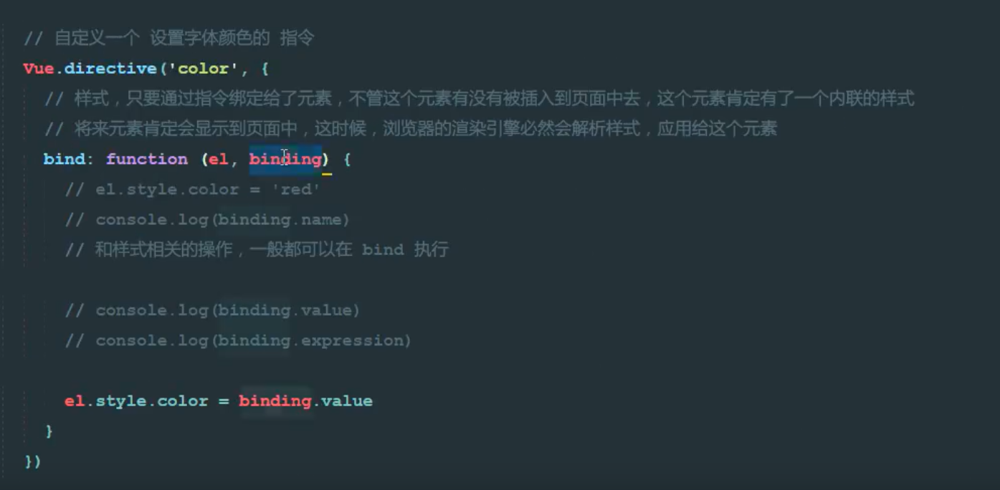 // 自定义一个 设置字体颜色的 指令
Vue.directive('color', {
// 样式，只要通过指令绑定给了元素，不管这个元素有没有被插入到页面中去，这个元素肯定有了一个内联的样式
// 将来元素肯定会显示到页面中，这时候，浏览器的渲染引擎必然会解析样式，应用给这个元素
bind: function (el, binding) {
// el.style.color = 'red'
// console.log(binding.name)
// 和样式相关的操作，一般都可以在 bind 执行
// console.log(binding.value)
// console.log(binding.expression)
el.style.color = binding.value
}
})